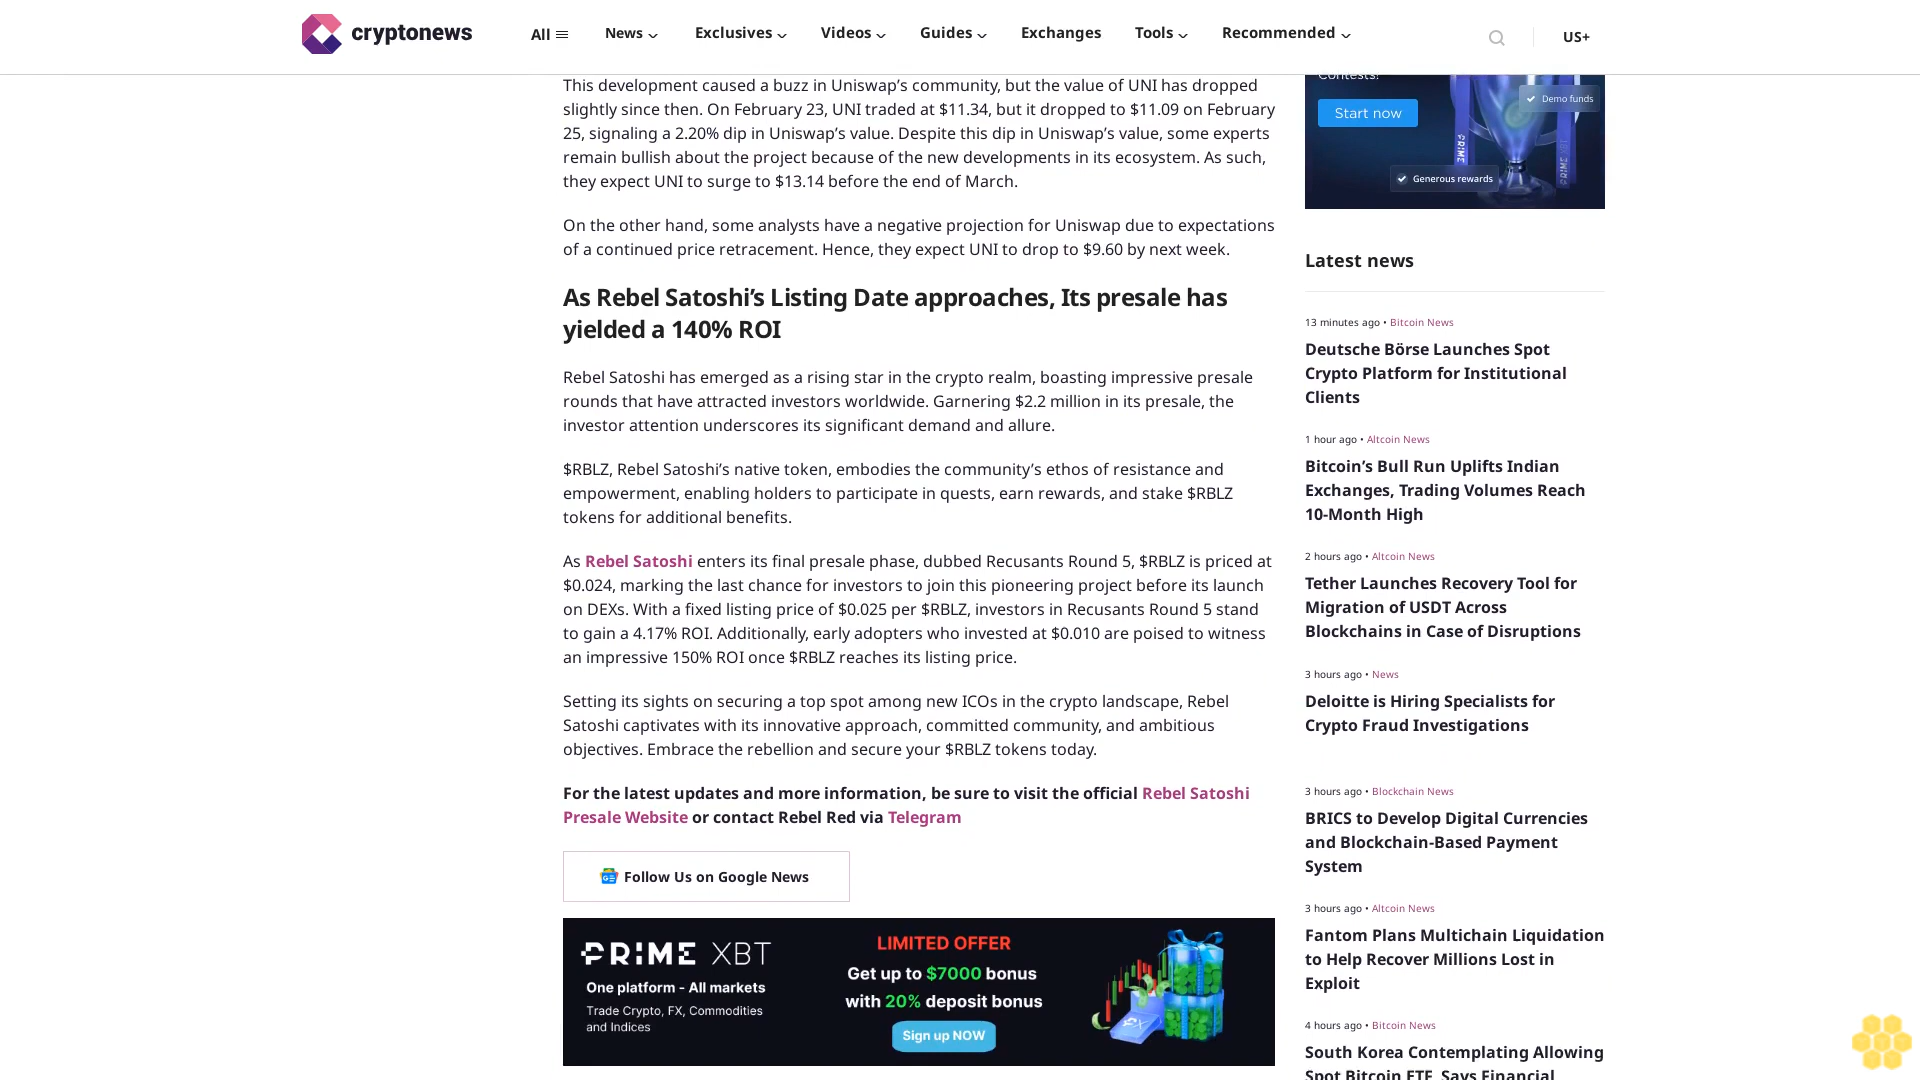 cryptonews
All
News
Exclusives
Videos
Guides
Exchanges
Tools
Recommended
US+
This development caused a buzz in Uniswap’s community, but the value of UNI has dropped
slightly since then. On February 23, UNI traded at $11.34, but it dropped to $11.09 on February
25, signaling a 2.20% dip in Uniswap’s value. Despite this dip in Uniswap’s value, some experts
remain bullish about the project because of the new developments in its ecosystem. As such,
they expect UNI to surge to $13.14 before the end of March.
On the other hand, some analysts have a negative projection for Uniswap due to expectations
of a continued price retracement. Hence, they expect UNI to drop to $9.60 by next week.
As Rebel Satoshi’s Listing Date approaches, Its presale has
yielded a 140% ROI
Rebel Satoshi has emerged as a rising star in the crypto realm, boasting impressive presale
rounds that have attracted investors worldwide. Garnering $2.2 million in its presale, the
investor attention underscores its significant demand and allure.
$RBLZ, Rebel Satoshi’s native token, embodies the community’s ethos of resistance and
empowerment, enabling holders to participate in quests, earn rewards, and stake $RBLZ
tokens for additional benefits.
As Rebel Satoshi enters its final presale phase, dubbed Recusants Round 5, $RBLZ is priced at
$0.024, marking the last chance for investors to join this pioneering project before its launch
on DEXs. With a fixed listing price of $0.025 per $RBLZ, investors in Recusants Round 5 stand
to gain a 4.17% ROI. Additionally, early adopters who invested at $0.010 are poised to witness
an impressive 150% ROI once $RBLZ reaches its listing price.
Setting its sights on securing a top spot among new ICOs in the crypto landscape, Rebel
Satoshi captivates with its innovative approach, committed community, and ambitious
objectives. Embrace the rebellion and secure your $RBLZ tokens today.
For the latest updates and more information, be sure to visit the official Rebel Satoshi
Presale Website or contact Rebel Red via Telegram
Follow Us on Google News
PRIME XBT
One platform - All markets
Trade Crypto, FX, Commodities
and Indices
LIMITED OFFER
Get up to $7000 bonus
with 20% deposit bonus
Sign up NOW
Contests!
Start now
Demo funds
PRIME
PRIME XBT
Generous rewards
Latest news
13 minutes ago • Bitcoin News
Deutsche Börse Launches Spot
Crypto Platform for Institutional
Clients
1 hour ago • Altcoin News
Bitcoin’s Bull Run Uplifts Indian
Exchanges, Trading Volumes Reach
10-Month High
2 hours ago • Altcoin News
Tether Launches Recovery Tool for
Migration of USDT Across
Blockchains in Case of Disruptions
3 hours ago • News
Deloitte is Hiring Specialists for
Crypto Fraud Investigations
3 hours ago • Blockchain News
BRICS to Develop Digital Currencies
and Blockchain-Based Payment
System
3 hours ago • Altcoin News
Fantom Plans Multichain Liquidation
to Help Recover Millions Lost in
Exploit
4 hours ago • Bitcoin News
South Korea Contemplating Allowing
Spot Bitcoin ETF, Says Financial